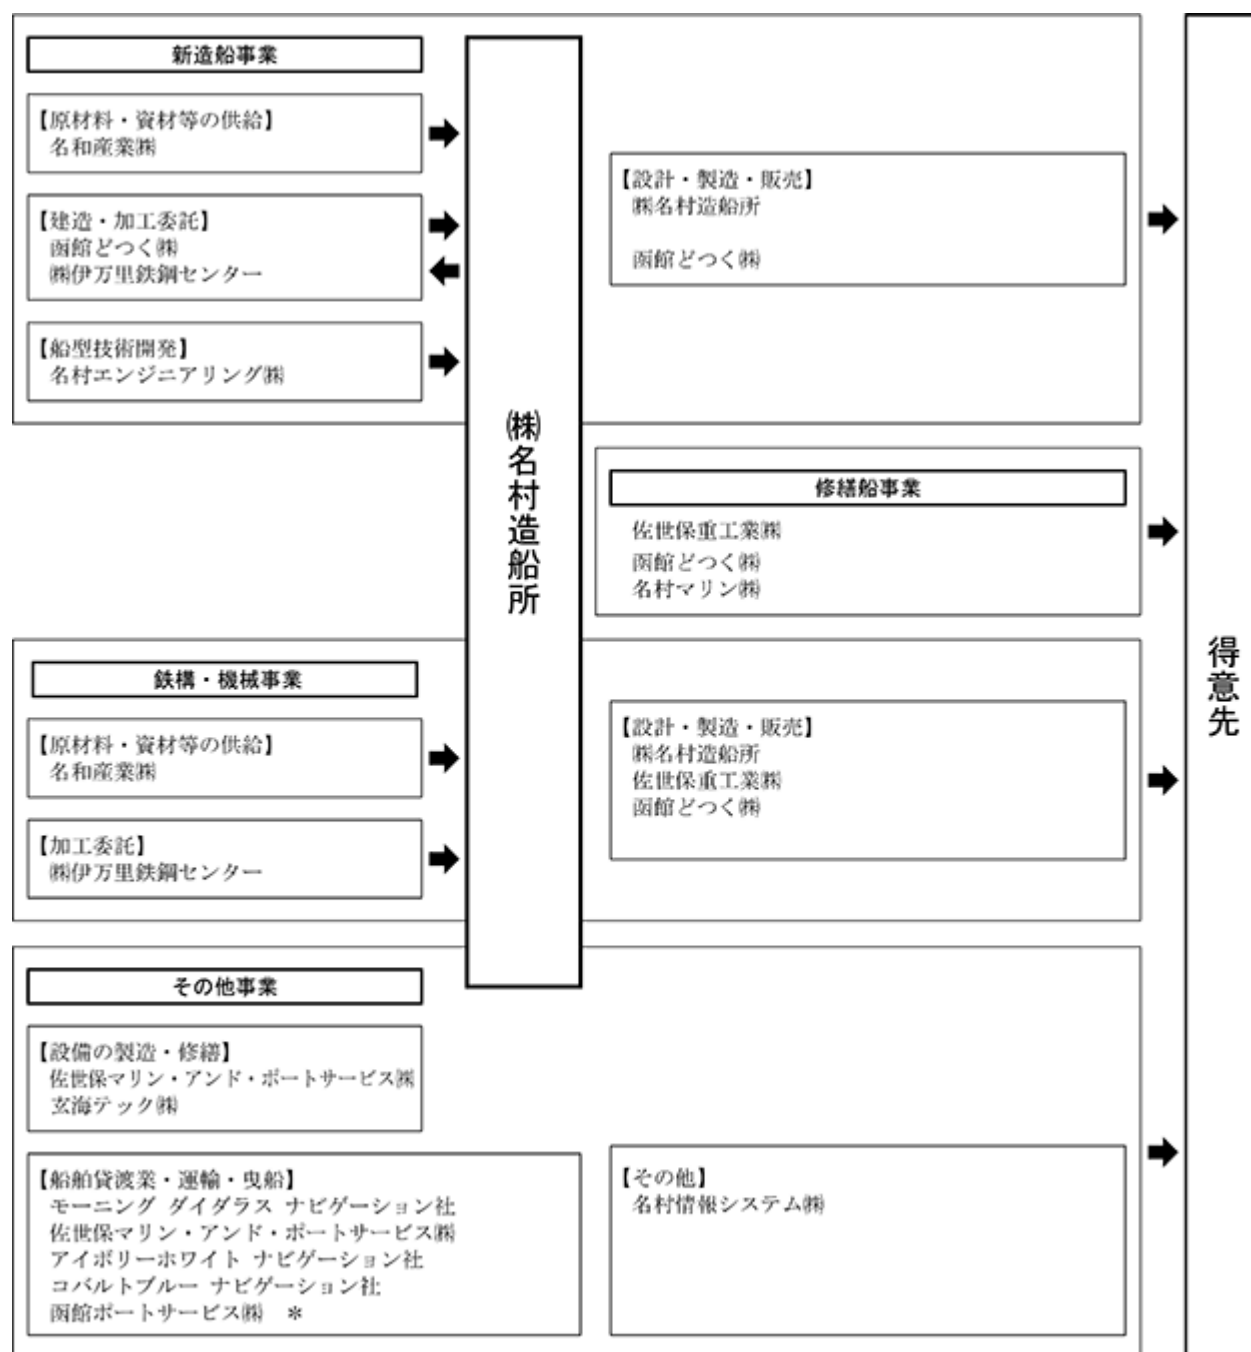 新造船事業
【原材料・資材等の供給】
名和産業㈱
【建造・加工委託】
函館どつく㈱
㈱伊万里鉄鋼センター
【船型技術開発】
名村エンジニアリング㈱
㈱名村造船所
【設計・製造・販売】
㈱名村造船所
函館どつく㈱
修繕船事業
佐世保重工業㈱
函館どつく㈱
名村マリン㈱
鉄構・機械事業
【原材料・資材等の供給】
名和産業㈱
【加工委託】
㈱伊万里鉄鋼センター
【設計・製造・販売】
㈱名村造船所
佐世保重工業㈱
函館どつく㈱
その他事業
【設備の製造・修繕】
佐世保マリン・アンド・ポートサービス㈱
玄海テック㈱
【船舶貸渡業・運輸・曳船】
モーニング ダイダラス ナビゲーション社
佐世保マリン・アンド・ポートサービス㈱
アイボリーホワイト ナビゲーション社
コバルトブルー ナビゲーション社
函館ポートサービス㈱ ＊
【その他】
名村情報システム㈱
得意先